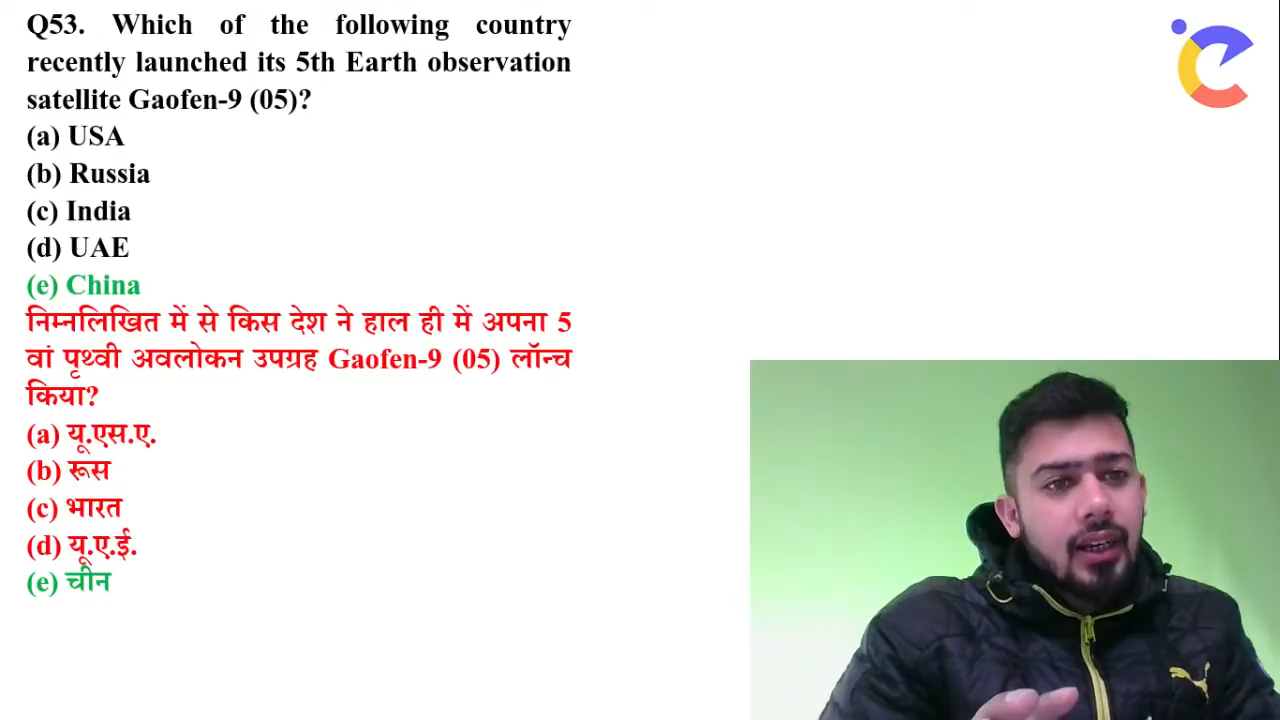 Q53. Which of the following country
recently launched its 5th Earth observation
satellite Gaofen-9 (05)?
(a) USA
(b) Russia
(c) India
(d) UAE
(e) China
निम्नलिखित में से किस देश ने हाल ही में अपना 5
वां पृथ्वी अवलोकन उपग्रह Gaofen-9 (05) लॉन्च
किया?
(a) यू.एस.ए.
(b) रूस
(c) भारत
(d) यू.ए.ई.
(e) चीन